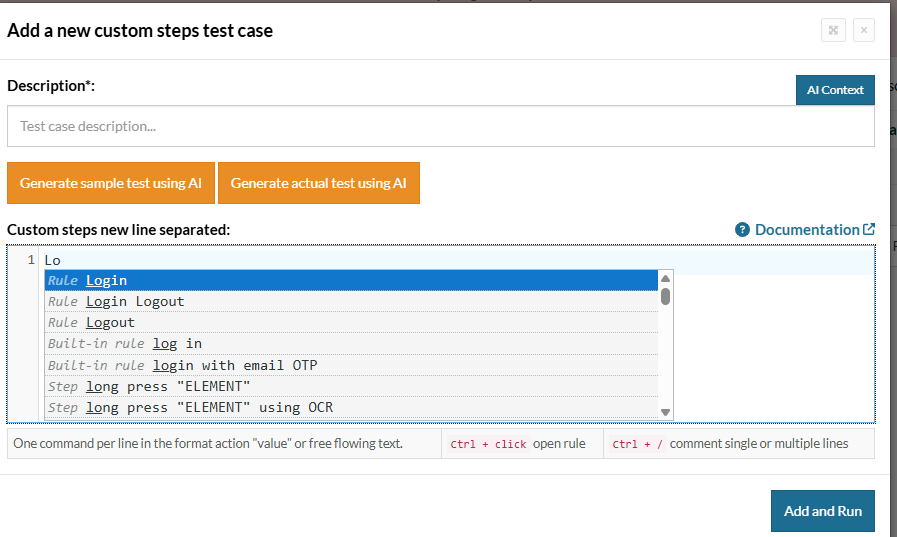 Add a new custom steps test case
Description*:
AI Context
Test case description...
Generate sample test using AI
Generate actual test using AI
Custom steps new line separated:
? Documentation
1 Lo
Rule Login
Rule Login Logout
Rule Logout
Built-in rule log in
Built-in rule login with email OTP
Step long press "ELEMENT"
Step long press "ELEMENT" using OCR
One command per line in the format action "value" or free flowing text.
ctrl + click open rule
ctrl + / comment single or multiple lines
Add and Run